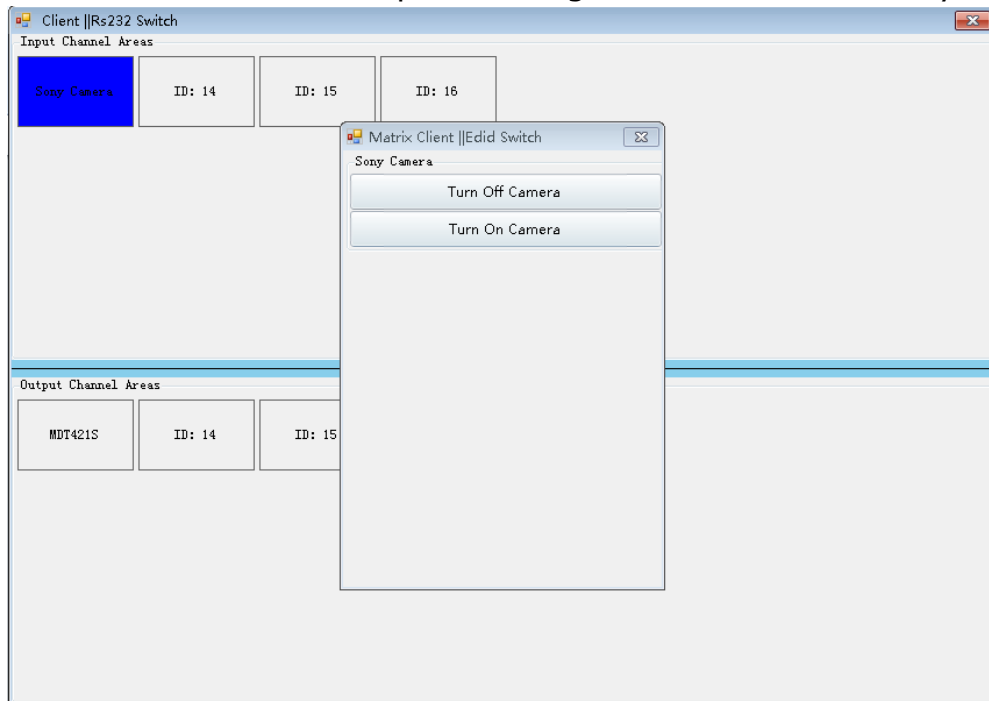 Client ||Rs232 Switch
Input Channel Areas
Sony Camera
ID: 14
ID: 15
ID: 16
Matrix Client ||Edid Switch
Sony Camera
Turn Off Camera
Turn On Camera
Output Channel Areas
MDT421S
ID: 14
ID: 15